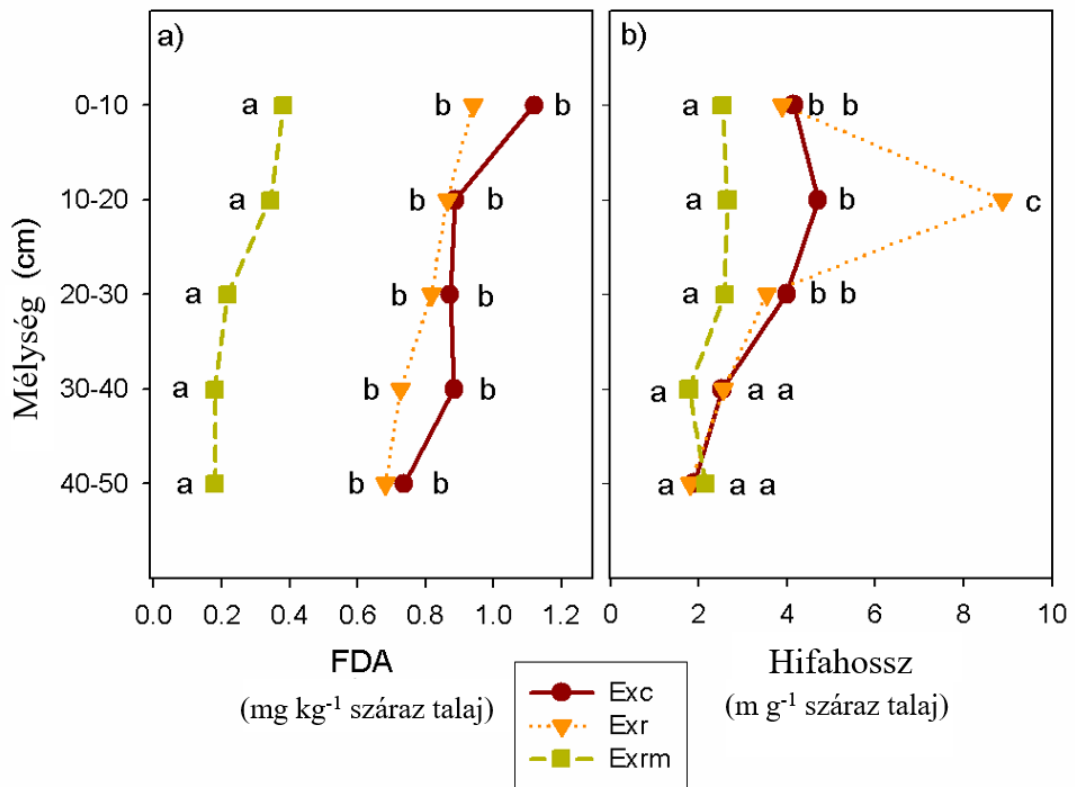 a) b)
0-10 a b b a b b
10-20 a b b a b c
20-30 a b b a b b
30-40 a b b a a a
40-50 a b b a a a
Mélység (cm)
0.0 0.2 0.4 0.6 0.8 1.0 1.2 0 2 4 6 8 10
FDA
(mg kg-1 száraz talaj)
Hifahossz
(m g-1 száraz talaj)
Exc
Exr
Exrm